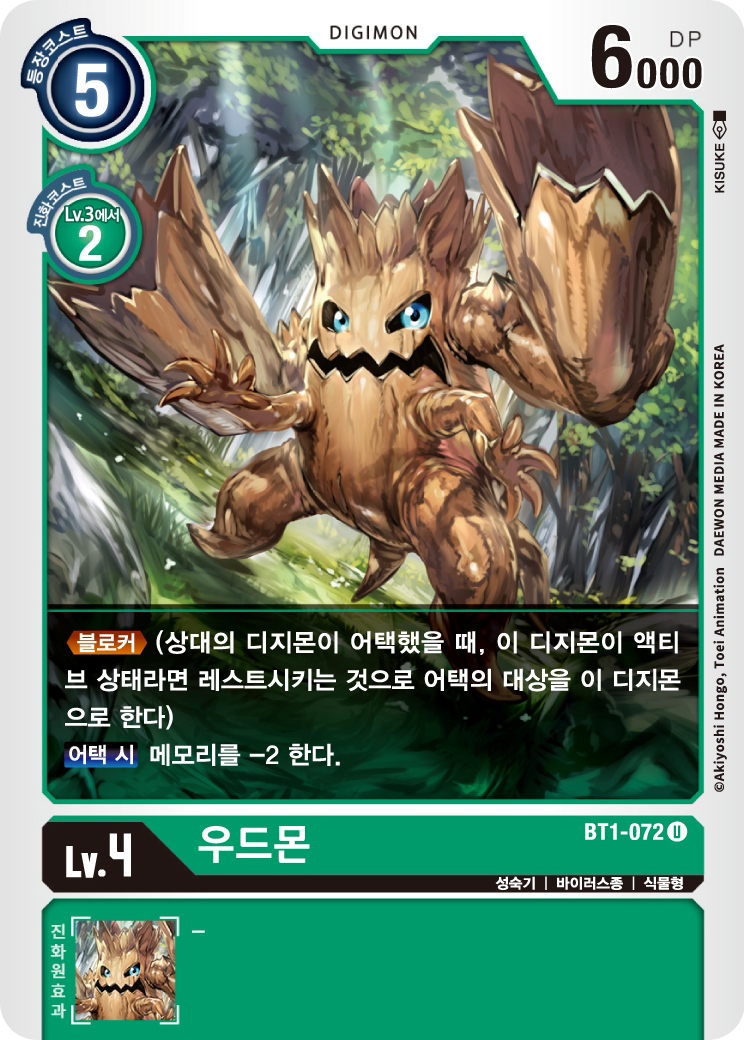 DIGIMON
등장코스트
5
DP
6000
진화코스트
Lv.3에서
2
KISUKE
블로커 (상대의 디지몬이 어택했을 때, 이 디지몬이 액티
브 상태라면 레스트시키는 것으로 어택의 대상을 이 디지몬
으로 한다)
어택 시 메모리를 -2 한다.
©Akiyoshi Hongo, Toei Animation DAEWON MEDIA MADE IN KOREA
Lv.4
우드몬
BT1-072 U
성숙기 | 바이러스종 | 식물형
진화원효과
-